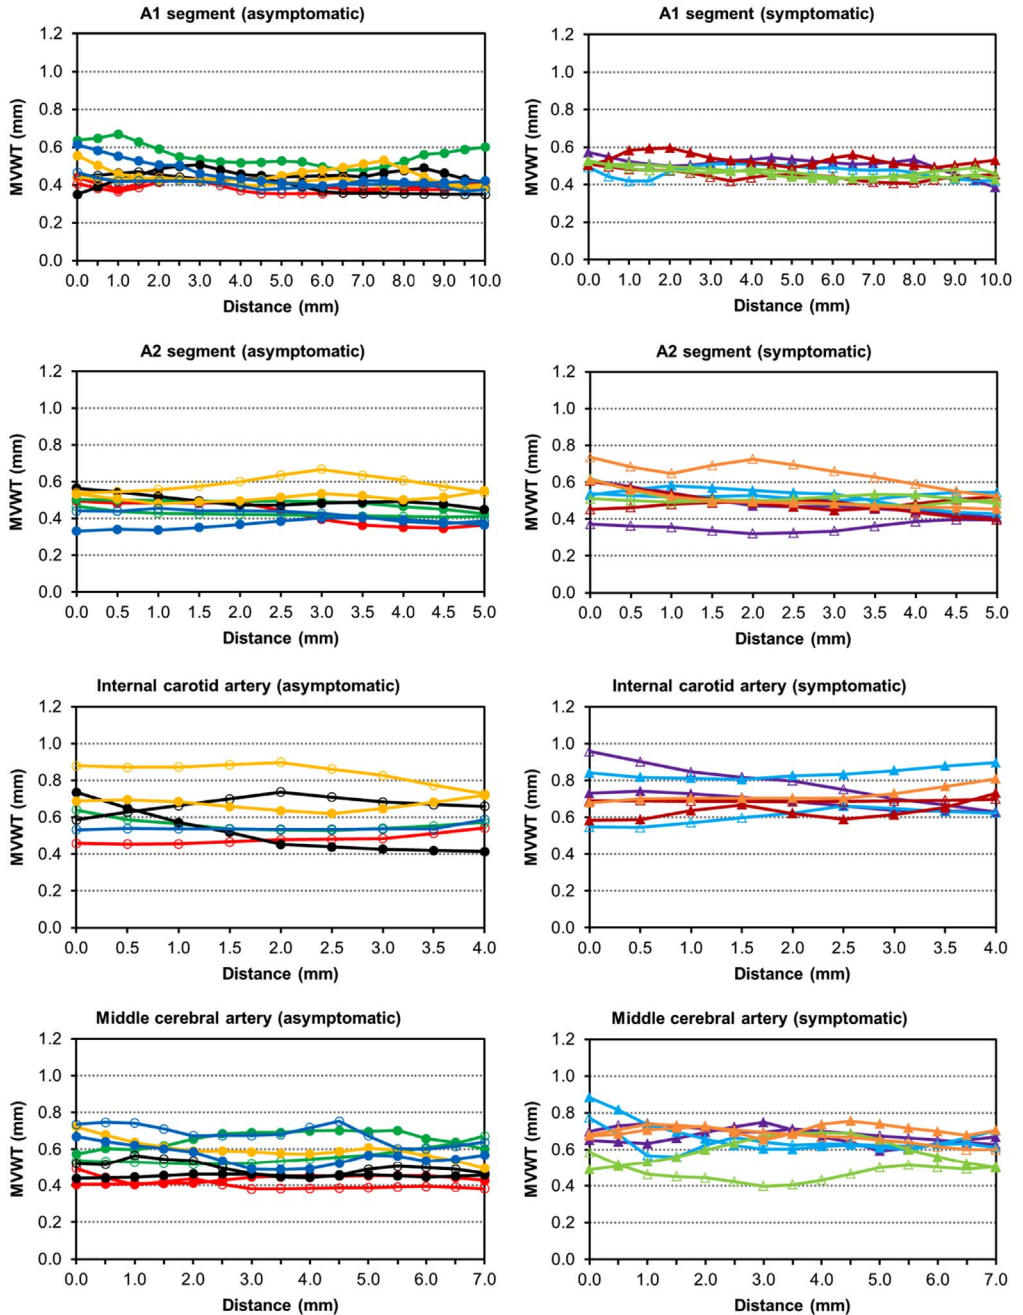 A1 segment (asymptomatic)
1.2
1.0
0.8
0.6
0.4
0.2
0.0
MVWT (mm)
0.0 1.0 2.0 3.0 4.0 5.0 6.0 7.0 8.0 9.0 10.0
Distance (mm)
A1 segment (symptomatic)
1.2
1.0
0.8
0.6
0.4
0.2
0.0
MVWT (mm)
0.0 1.0 2.0 3.0 4.0 5.0 6.0 7.0 8.0 9.0 10.0
Distance (mm)
A2 segment (asymptomatic)
1.2
1.0
0.8
0.6
0.4
0.2
0.0
MVWT (mm)
0.0 0.5 1.0 1.5 2.0 2.5 3.0 3.5 4.0 4.5 5.0
Distance (mm)
A2 segment (symptomatic)
1.2
1.0
0.8
0.6
0.4
0.2
0.0
MVWT (mm)
0.0 0.5 1.0 1.5 2.0 2.5 3.0 3.5 4.0 4.5 5.0
Distance (mm)
Internal carotid artery (asymptomatic)
1.2
1.0
0.8
0.6
0.4
0.2
0.0
MVWT (mm)
0.0 0.5 1.0 1.5 2.0 2.5 3.0 3.5 4.0
Distance (mm)
Internal carotid artery (symptomatic)
1.2
1.0
0.8
0.6
0.4
0.2
0.0
MVWT (mm)
0.0 0.5 1.0 1.5 2.0 2.5 3.0 3.5 4.0
Distance (mm)
Middle cerebral artery (asymptomatic)
1.2
1.0
0.8
0.6
0.4
0.2
0.0
MVWT (mm)
0.0 1.0 2.0 3.0 4.0 5.0 6.0 7.0
Distance (mm)
Middle cerebral artery (symptomatic)
1.2
1.0
0.8
0.6
0.4
0.2
0.0
MVWT (mm)
0.0 1.0 2.0 3.0 4.0 5.0 6.0 7.0
Distance (mm)